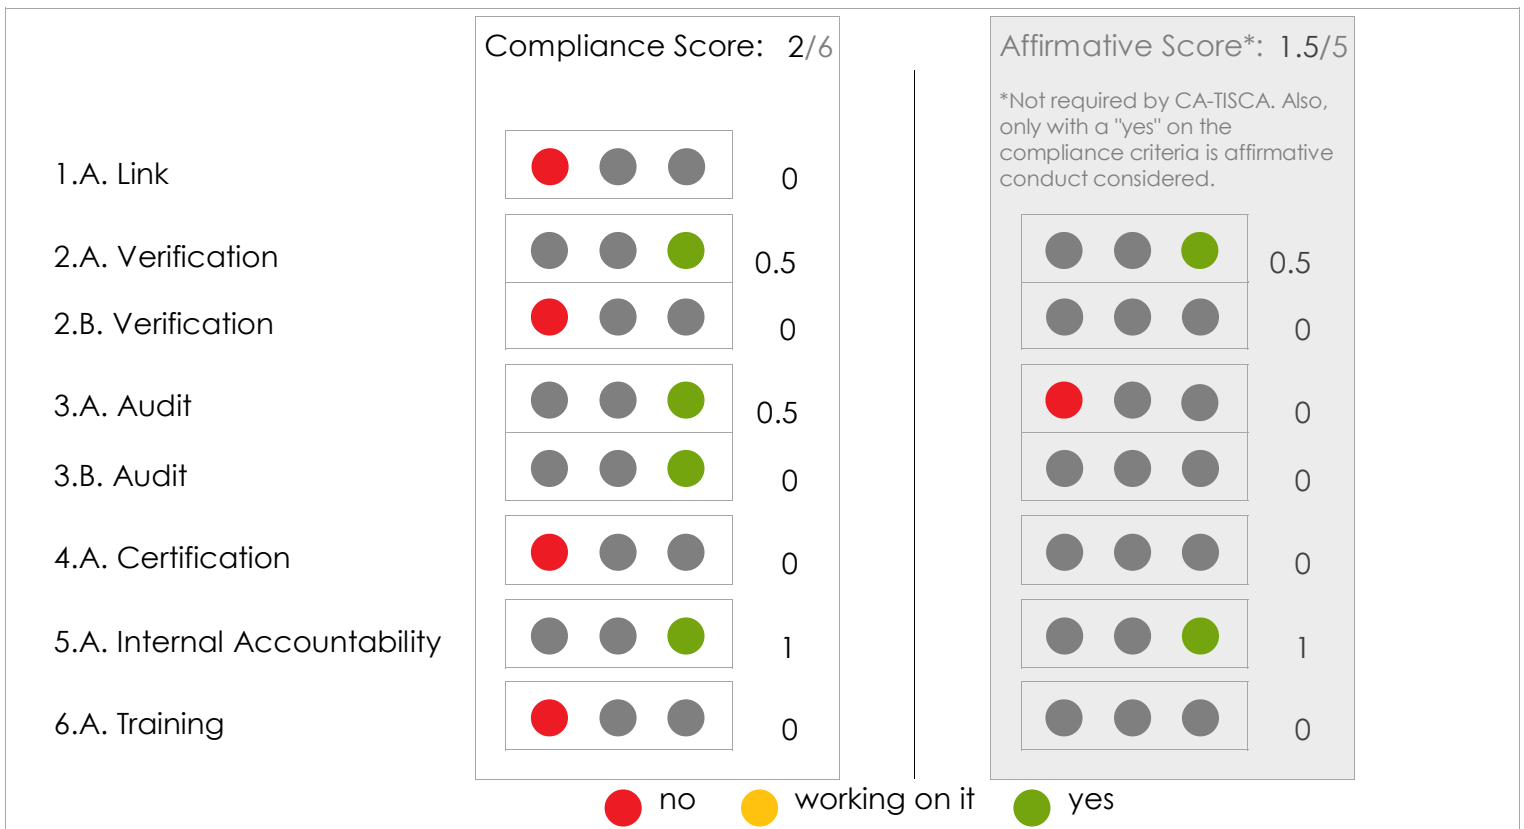 Compliance Score: 2/6
Affirmative Score*: 1.5/5
*Not required by CA-TISCA. Also,
only with a "yes" on the
compliance criteria is affirmative
conduct considered.
1.A. Link 0
2.A. Verification 0.5 0.5
2.B. Verification 0 0
3.A. Audit 0.5 0
3.B. Audit 0 0
4.A. Certification 0 0
5.A. Internal Accountability 1 1
6.A. Training 0 0
no working on it yes